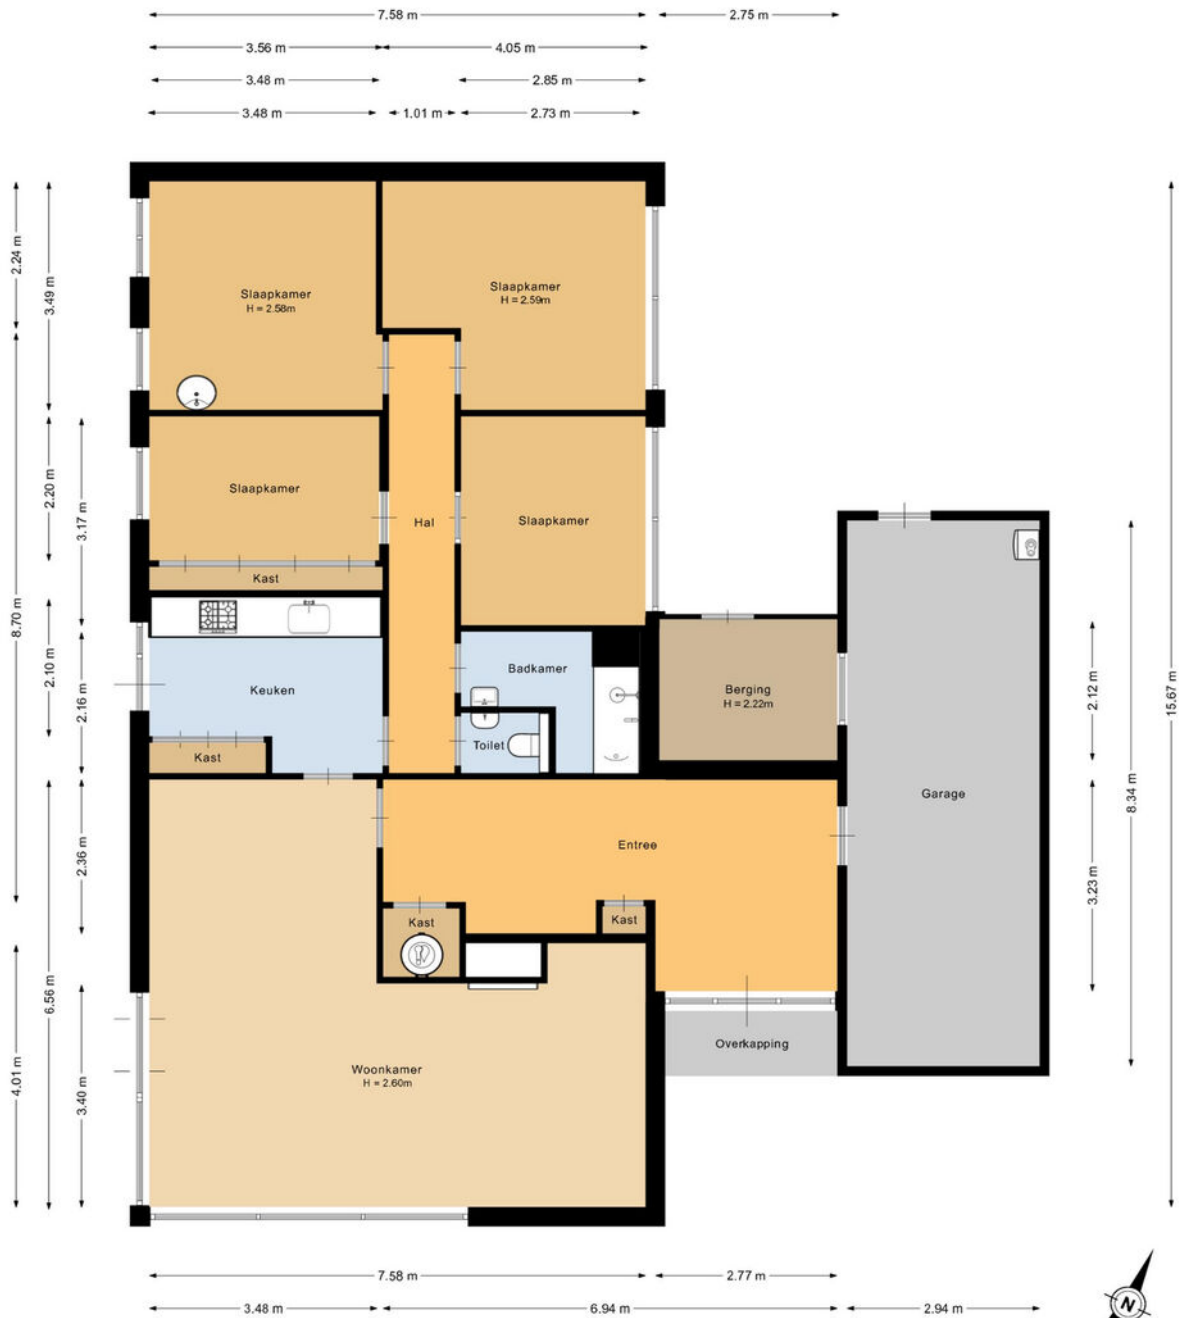 7.58 m 2.75 m
3.56 m 4.05 m
3.48 m 2.85 m
3.48 m 1.01 m 2.73 m
2.24 m
3.49 m
8.70 m
2.20 m
3.17 m
2.10 m
2.16 m
2.36 m
6.56 m
4.01 m
3.40 m
Slaapkamer
H = 2.58m
Slaapkamer
H = 2.59m
Slaapkamer
Hal
Slaapkamer
Kast
Keuken
Badkamer
Kast
Toilet
Berging
H = 2.22m
Garage
Entree
Kast
Kast
Overkapping
Woonkamer
H = 2.60m
2.12 m
3.23 m
8.34 m
15.67 m
7.58 m 2.77 m
3.48 m 6.94 m 2.94 m
N